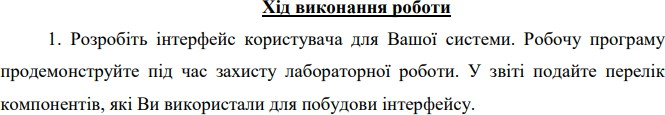 Хід виконання роботи
1. Розробіть інтерфейс користувача для Вашої системи. Робочу програму
продемонструйте під час захисту лабораторної роботи. У звіті подайте перелік
компонентів, які Ви використали для побудови інтерфейсу.